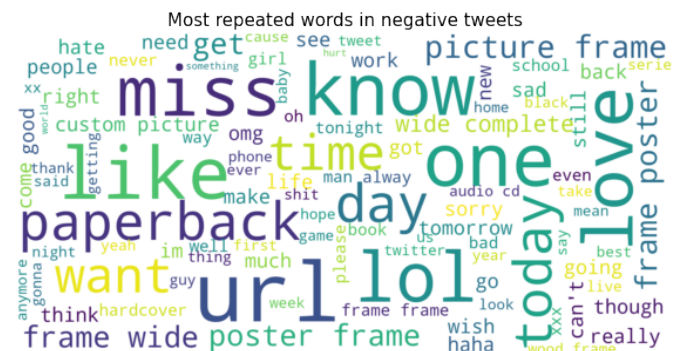 Most repeated words in negative tweets
hate
need
get
cause
see
tweet
picture frame
never
something
girl
hurt
work
people
miss
know
new
school
back
serie
xx
right
baby
home
sad
love
world
good
custom picture
oh
tonight
wide complete
black
still
frame poster
way
omg
time
got
one
like
phone
ever
thank
said
getting
come
life
man alway
even
make
shit
day
audio cd
take
paperback
hope
sorry
mean
game
book
us
tomorrow
today
say
night
yeah
im
well
first
thing
please
twitter
bad
year
best
anymore
gonna
want
guy
much
url
lol
go
going
live
week
look
xxx
can't
though
think
hardcover
frame frame
wish
really
frame wide
poster frame
haha
wood frame